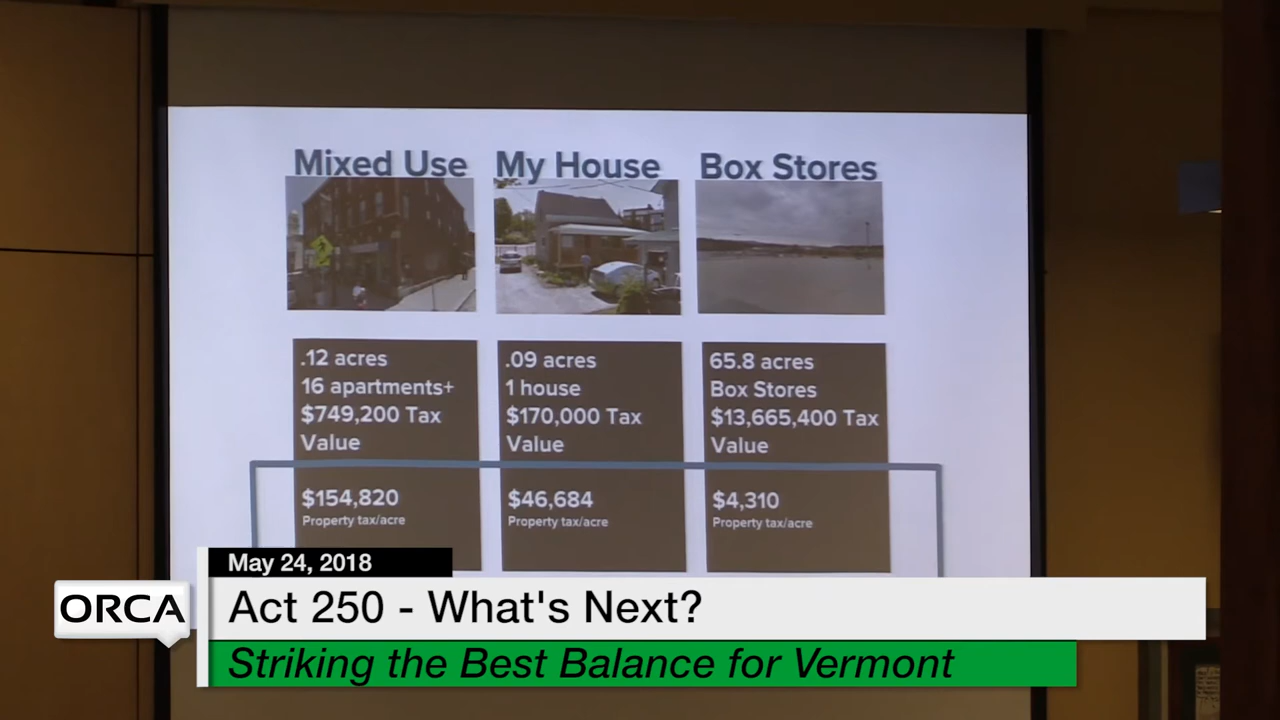 Mixed Use
My House
Box Stores
.12 acres
16 apartments+
$749,200 Tax
Value
.09 acres
1 house
$170,000 Tax
Value
65.8 acres
Box Stores
$13,665,400 Tax
Value
$154,820
Property tax/acre
$46,684
Property tax/acre
$4,310
Property tax/acre
May 24, 2018
ORCA
Act 250 - What's Next?
Striking the Best Balance for Vermont